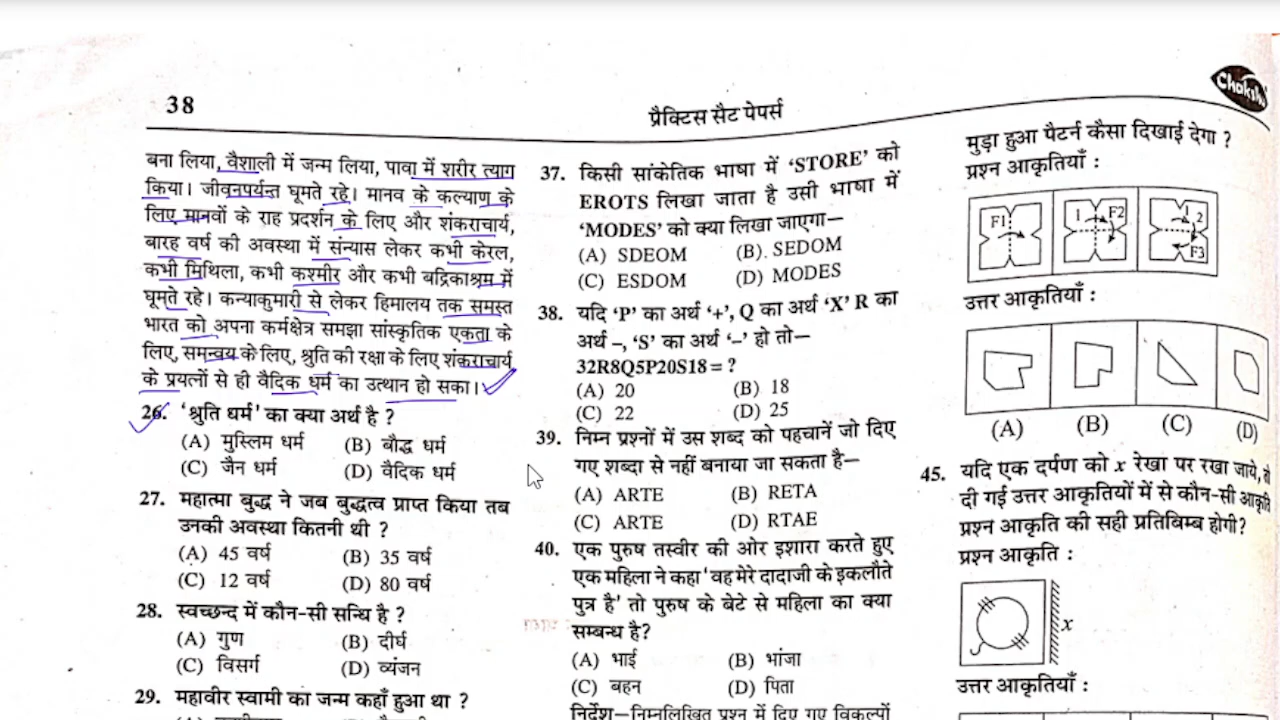 Chakshu
38
प्रैक्टिस सैट पेपर्स
बना लिया, वैशाली में जन्म लिया, पावा में शरीर त्याग
किया। जीवनपर्यन्त घूमते रहे। मानव के कल्याण के
लिए मानवों के राह प्रदर्शन के लिए और शंकराचार्य,
बारह वर्ष की अवस्था में संन्यास लेकर कभी केरल,
कभी मिथिला, कभी कश्मीर और कभी बद्रिकाश्रम में
घूमते रहे। कन्याकुमारी से लेकर हिमालय तक समस्त
भारत को अपना कर्मक्षेत्र समझा सांस्कृतिक एकता के
लिए, समन्वय के लिए, श्रुति की रक्षा के लिए शंकराचार्य
के प्रयत्नों से ही वैदिक धर्म का उत्थान हो सका।
26. 'श्रुति धर्म' का क्या अर्थ है ?
(A) मुस्लिम धर्म (B) बौद्ध धर्म
(C) जैन धर्म (D) वैदिक धर्म
27. महात्मा बुद्ध ने जब बुद्धत्व प्राप्त किया तब
उनकी अवस्था कितनी थी ?
(A) 45 वर्ष (B) 35 वर्ष
(C) 12 वर्ष (D) 80 वर्ष
28. स्वच्छन्द में कौन-सी सन्धि है ?
(A) गुण (B) दीर्घ
(C) विसर्ग (D) व्यंजन
29. महावीर स्वामी का जन्म कहाँ हुआ था ?
37. किसी सांकेतिक भाषा में 'STORE' को
EROTS लिखा जाता है उसी भाषा में
'MODES' को क्या लिखा जाएगा—
(A) SDEOM (B). SEDOM
(C) ESDOM (D) MODES
38. यदि 'P' का अर्थ '+', Q का अर्थ 'X' R का
अर्थ –, 'S' का अर्थ '–' हो तो—
32R8Q5P20S18 = ?
(A) 20 (B) 18
(C) 22 (D) 25
39. निम्न प्रश्नों में उस शब्द को पहचानें जो दिए
गए शब्दा से नहीं बनाया जा सकता है—
(A) ARTE (B) RETA
(C) ARTE (D) RTAE
40. एक पुरुष तस्वीर की ओर इशारा करते हुए
एक महिला ने कहा 'वह मेरे दादाजी के इकलौते
पुत्र है' तो पुरुष के बेटे से महिला का क्या
सम्बन्ध है?
(A) भाई (B) भांजा
(C) बहन (D) पिता
निर्देश—निम्नलिखित प्रश्न में दिए गए विकल्पों
मुड़ा हुआ पैटर्न कैसा दिखाई देगा ?
प्रश्न आकृतियाँ :
F1 1 F2 1 2 F3
उत्तर आकृतियाँ :
(A) (B) (C) (D)
45. यदि एक दर्पण को x रेखा पर रखा जाये, तो
दी गई उत्तर आकृतियों में से कौन-सी आकृति
प्रश्न आकृति की सही प्रतिबिम्ब होगी?
प्रश्न आकृति :
x
उत्तर आकृतियाँ :